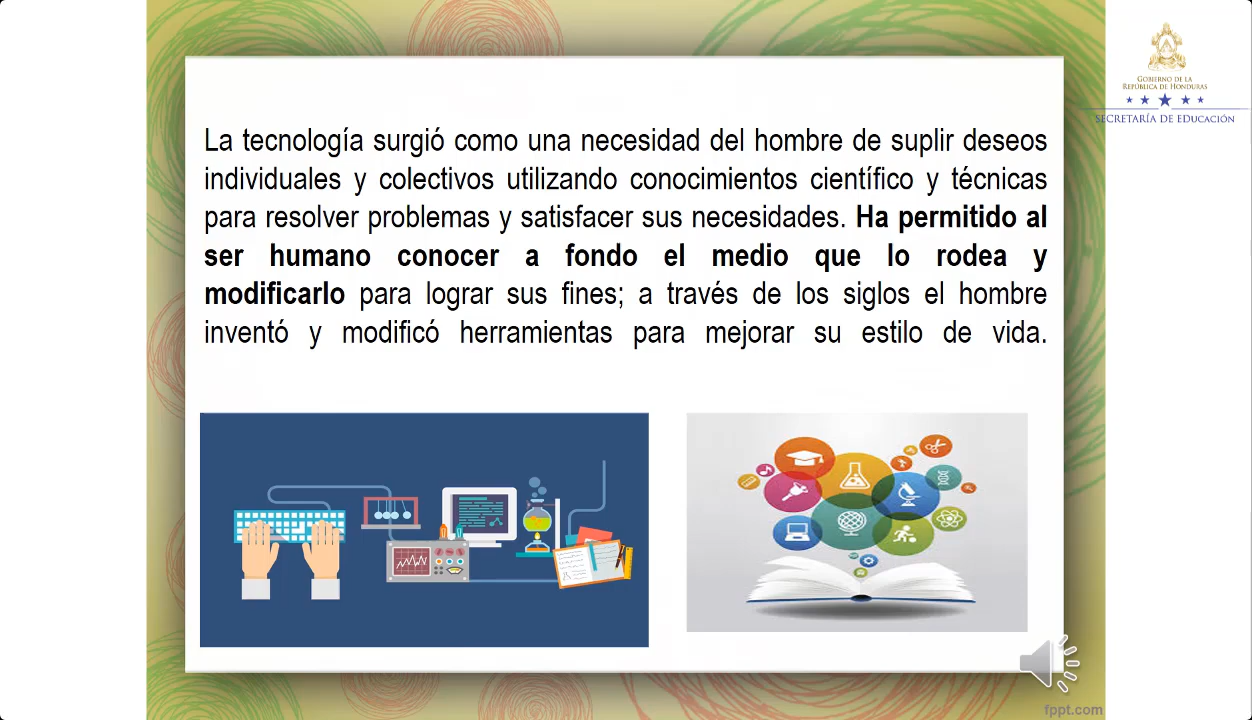 GOBIERNO DE LA
REPÚBLICA DE HONDURAS
SECRETARÍA DE EDUCACIÓN
La tecnología surgió como una necesidad del hombre de suplir deseos
individuales y colectivos utilizando conocimientos científico y técnicas
para resolver problemas y satisfacer sus necesidades. Ha permitido al
ser humano conocer a fondo el medio que lo rodea y
modificarlo para lograr sus fines; a través de los siglos el hombre
inventó y modificó herramientas para mejorar su estilo de vida.
fppt.com